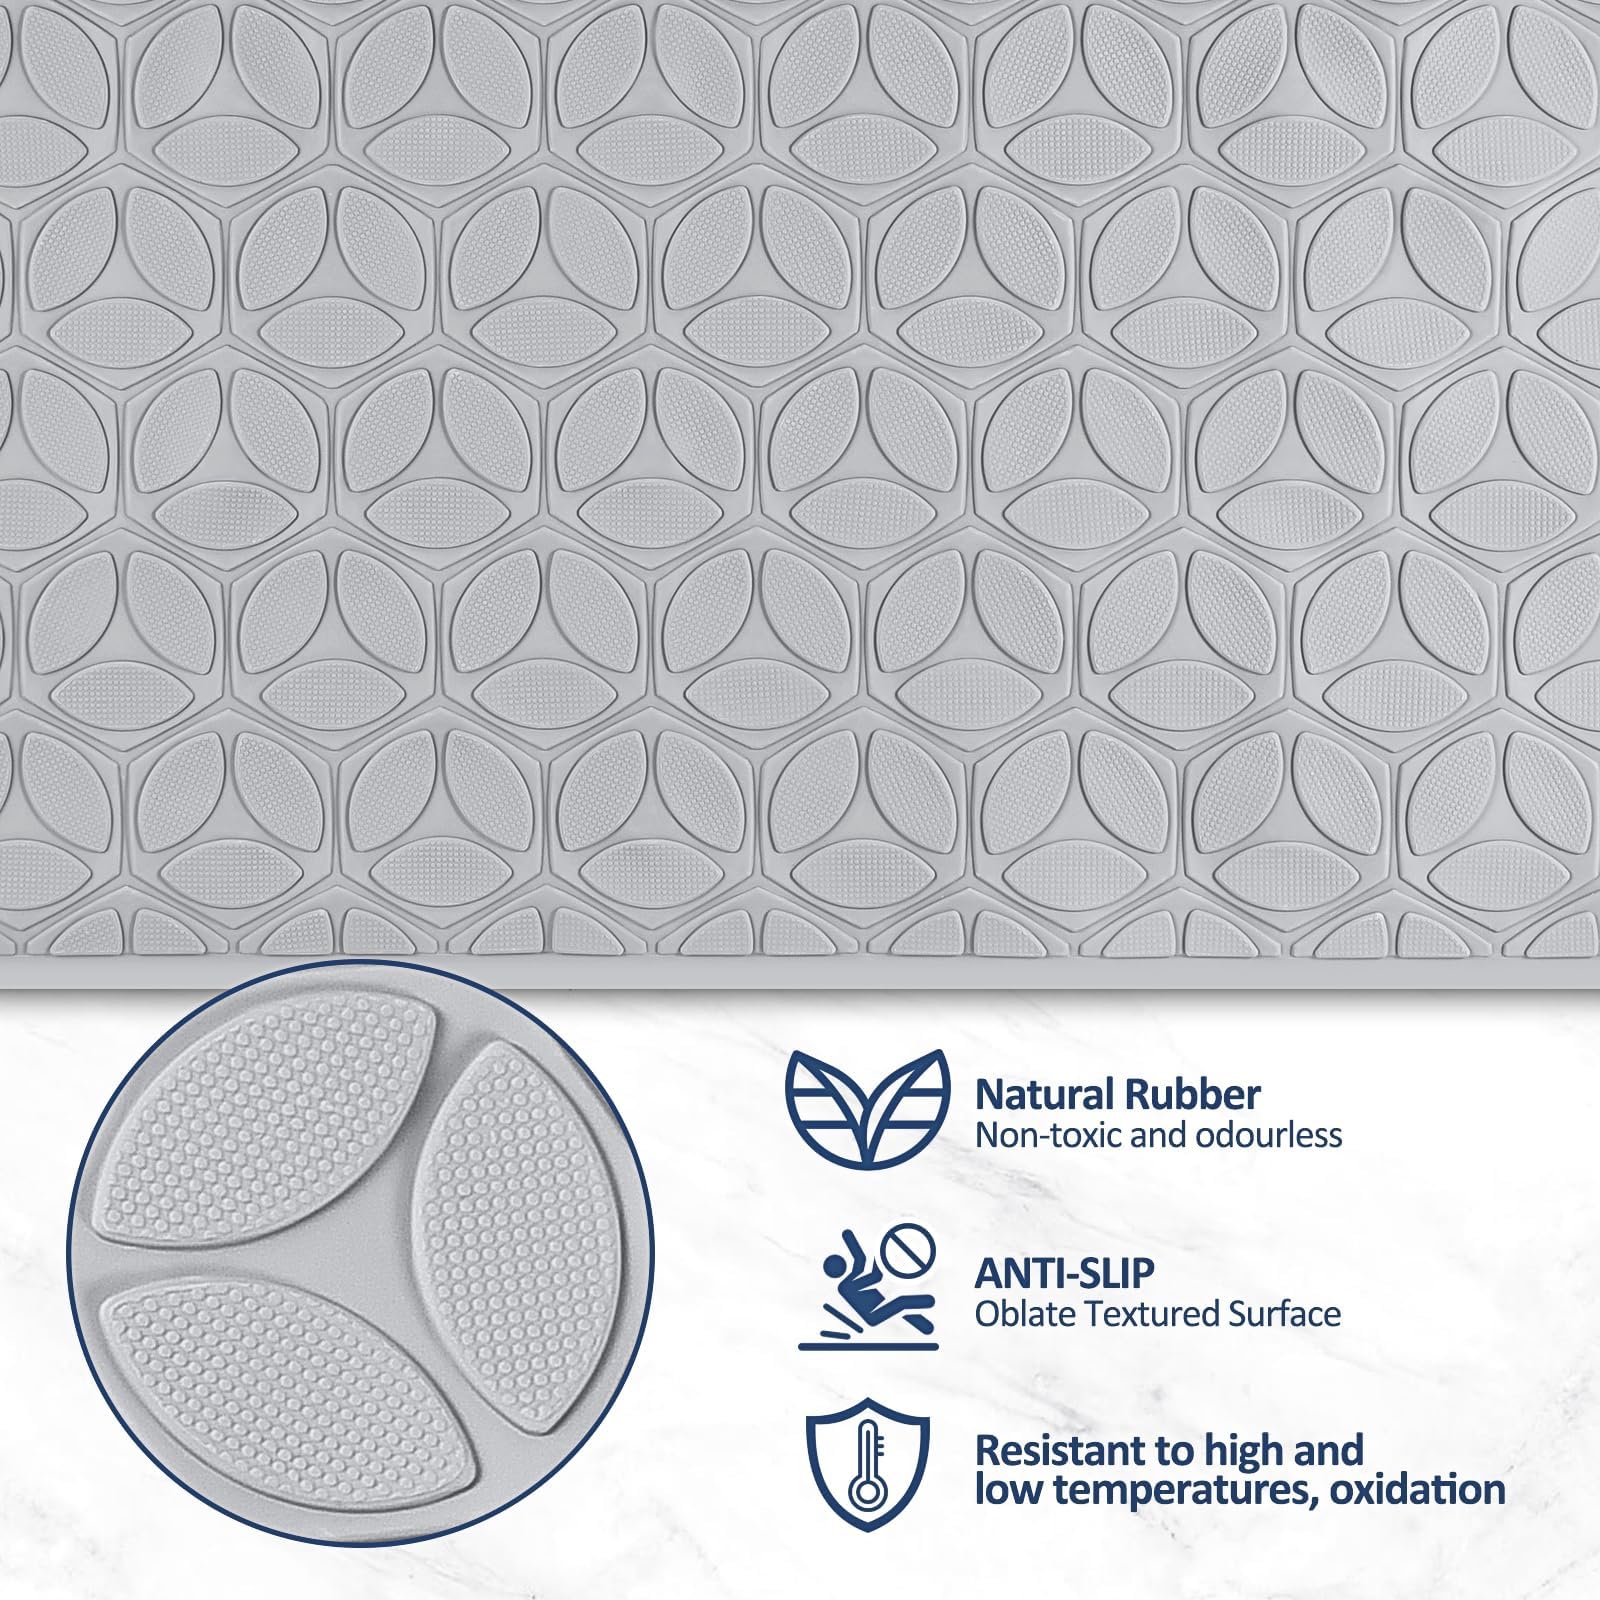 Natural Rubber
Non-toxic and odourless
ANTI-SLIP
Oblate Textured Surface
Resistant to high and
low temperatures, oxidation